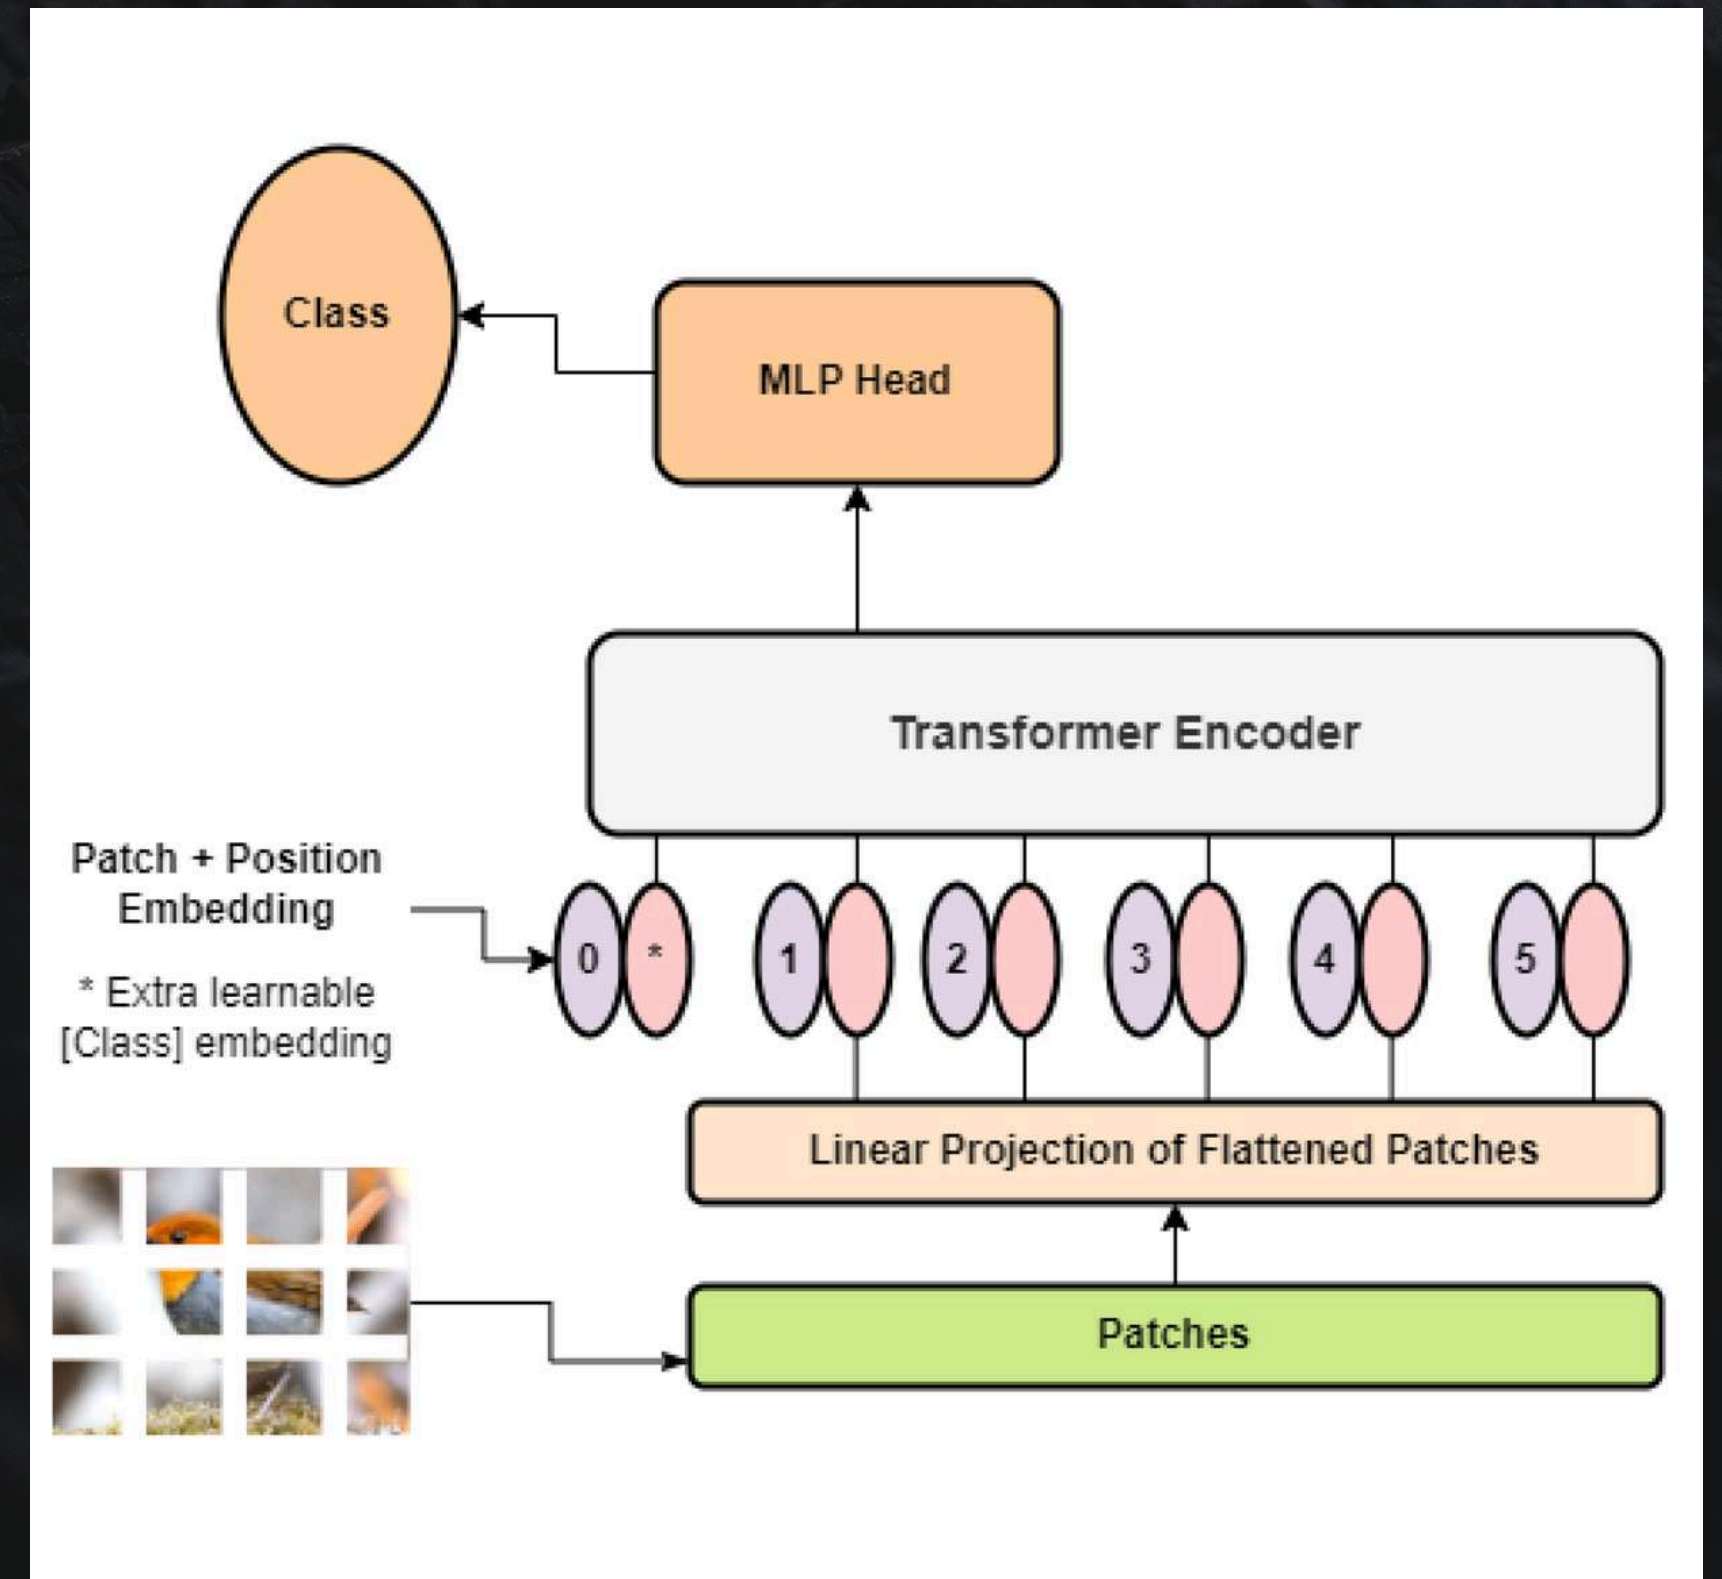 Class
MLP Head
Transformer Encoder
Patch + Position
Embedding
* Extra learnable
[Class] embedding
0 * 1 2 3 4 5
Linear Projection of Flattened Patches
Patches